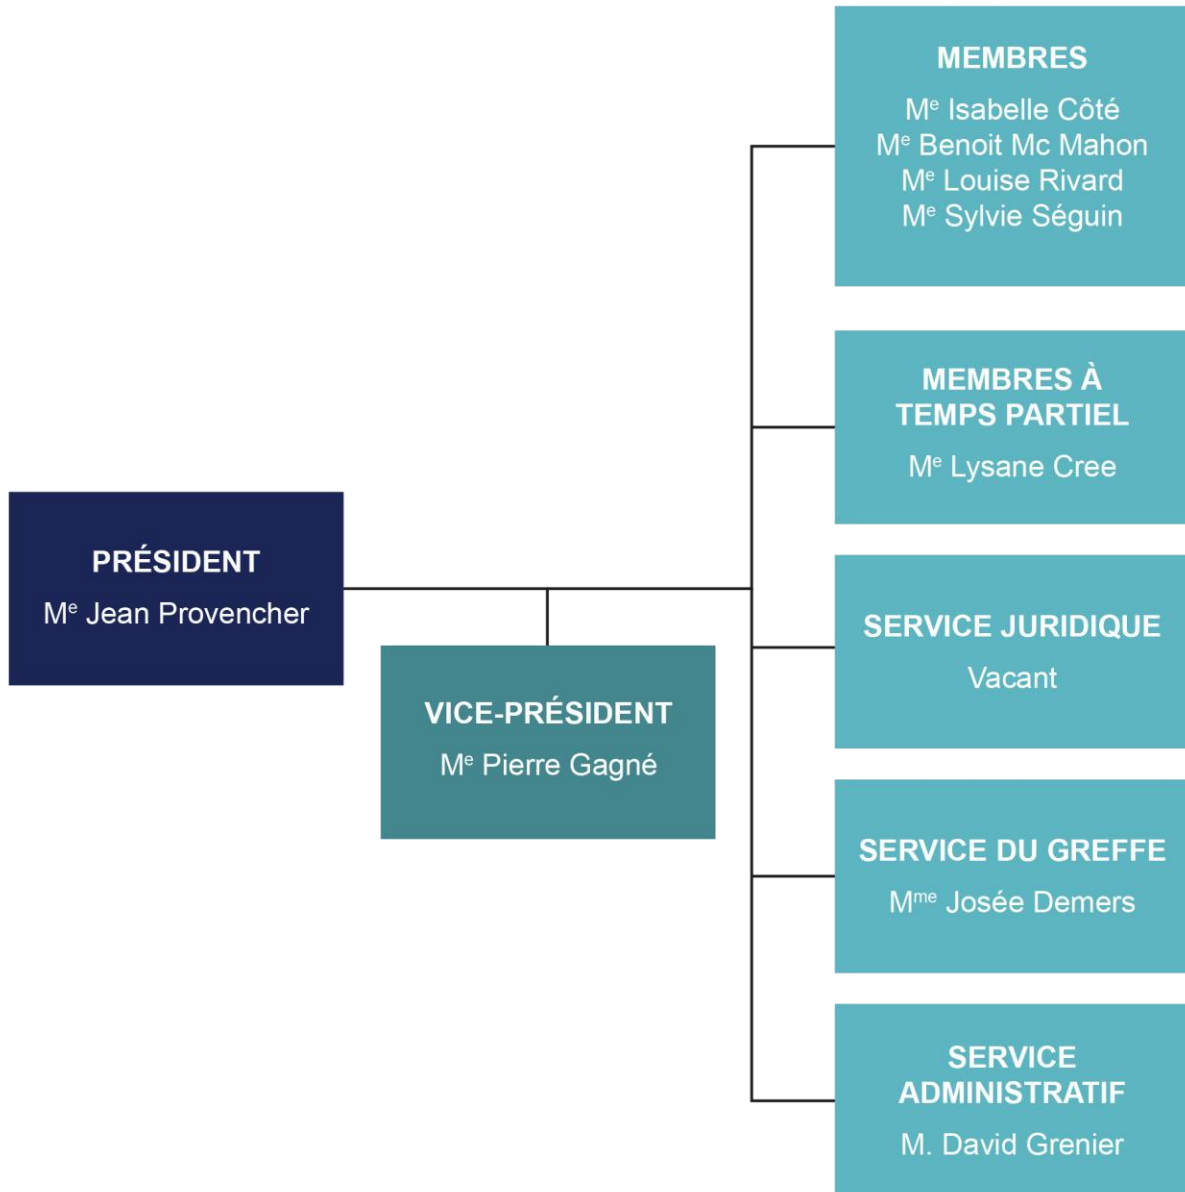 MEMBRES
Me Isabelle Côté
Me Benoit Mc Mahon
Me Louise Rivard
Me Sylvie Séguin
MEMBRES À
TEMPS PARTIEL
Me Lysane Cree
PRÉSIDENT
Me Jean Provencher
VICE-PRÉSIDENT
Me Pierre Gagné
SERVICE JURIDIQUE
Vacant
SERVICE DU GREFFE
Mme Josée Demers
SERVICE
ADMINISTRATIF
M. David Grenier